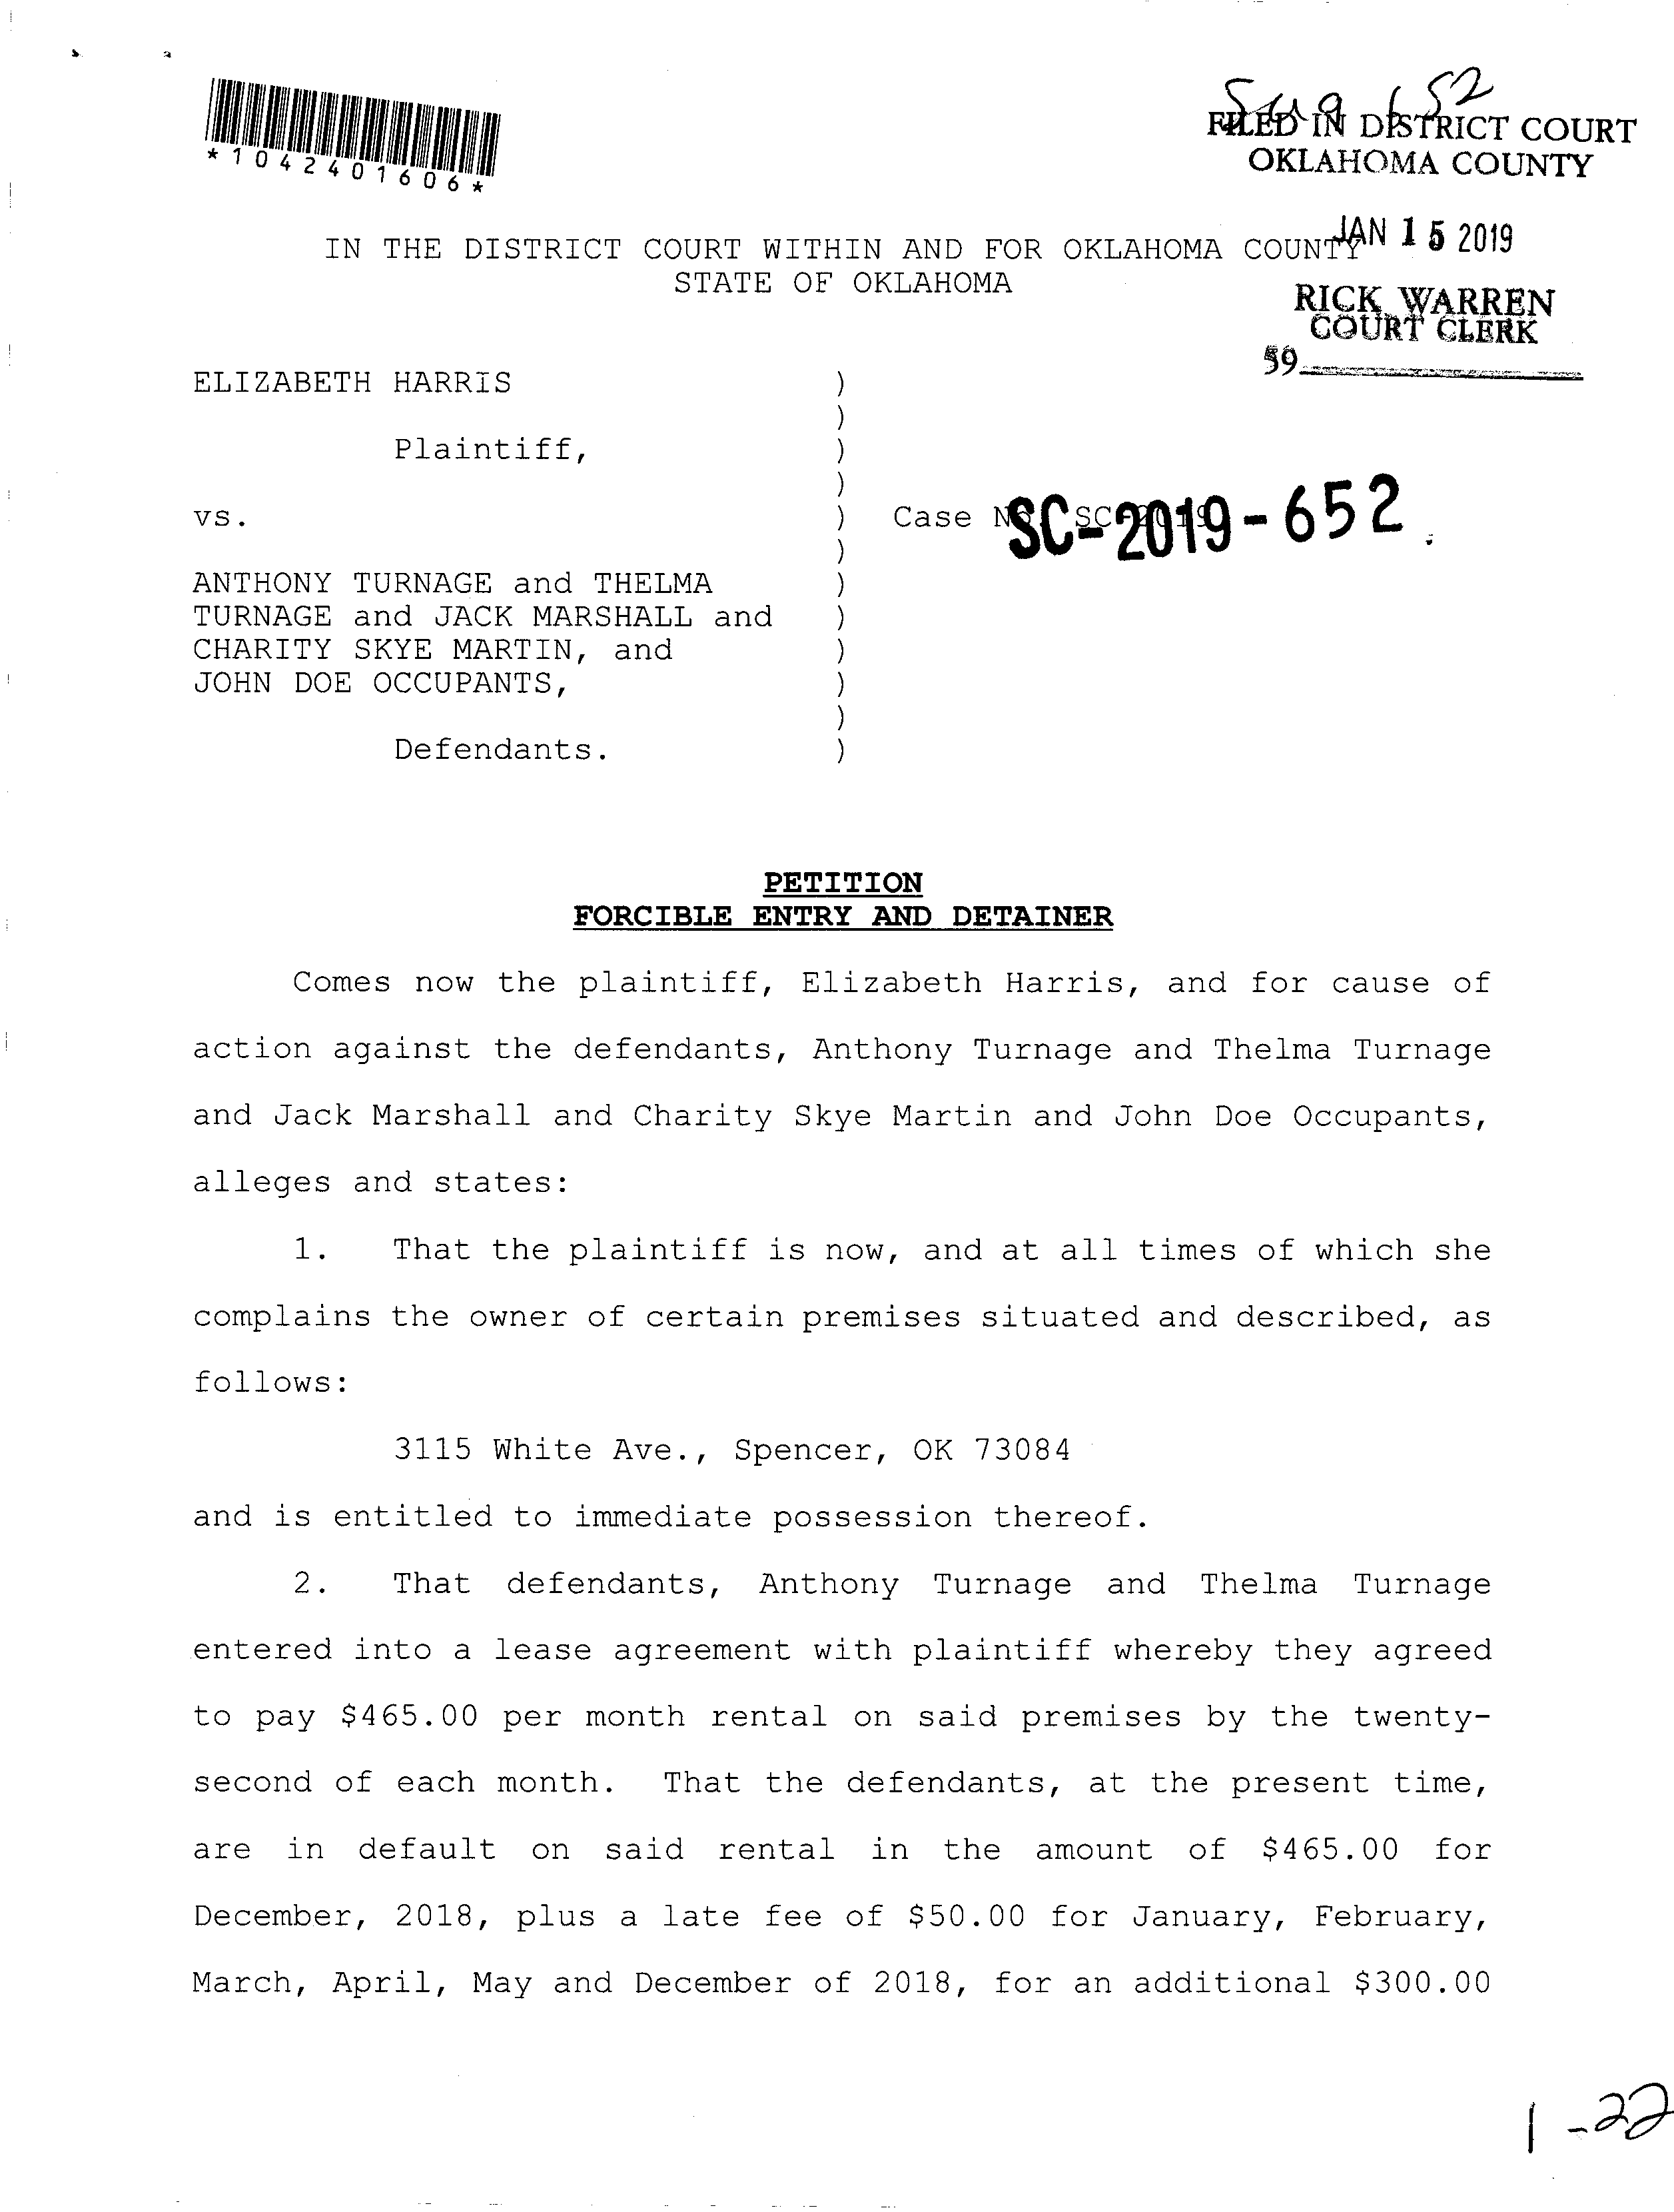 *1042401606*
FILED IN DISTRICT COURT
OKLAHOMA COUNTY
JAN 15 2019
RICK WARREN
COURT CLERK
59
IN THE DISTRICT COURT WITHIN AND FOR OKLAHOMA COUNTY
STATE OF OKLAHOMA
ELIZABETH HARRIS )
)
Plaintiff, )
)
vs. ) Case No. SC-2019-652
)
ANTHONY TURNAGE and THELMA )
TURNAGE and JACK MARSHALL and )
CHARITY SKYE MARTIN, and )
JOHN DOE OCCUPANTS, )
)
Defendants. )
PETITION
FORCIBLE ENTRY AND DETAINER
Comes now the plaintiff, Elizabeth Harris, and for cause of
action against the defendants, Anthony Turnage and Thelma Turnage
and Jack Marshall and Charity Skye Martin and John Doe Occupants,
alleges and states:
1. That the plaintiff is now, and at all times of which she
complains the owner of certain premises situated and described, as
follows:
3115 White Ave., Spencer, OK 73084
and is entitled to immediate possession thereof.
2. That defendants, Anthony Turnage and Thelma Turnage
entered into a lease agreement with plaintiff whereby they agreed
to pay $465.00 per month rental on said premises by the twenty-
second of each month. That the defendants, at the present time,
are in default on said rental in the amount of $465.00 for
December, 2018, plus a late fee of $50.00 for January, February,
March, April, May and December of 2018, for an additional $300.00
1-22